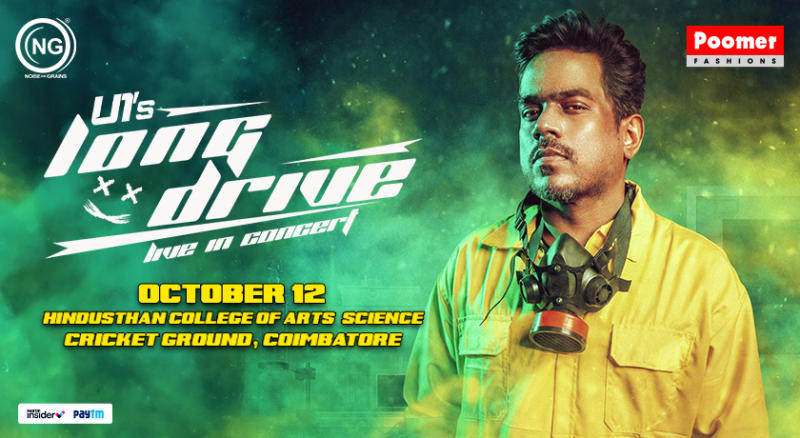 NG
NOISE AND GRAINS
Poomer
FASHIONS
U1's
long
drive
live in concert
OCTOBER 12
HINDUSTHAN COLLEGE OF ARTS SCIENCE
CRICKET GROUND, COIMBATORE
paytm
insider
paytm